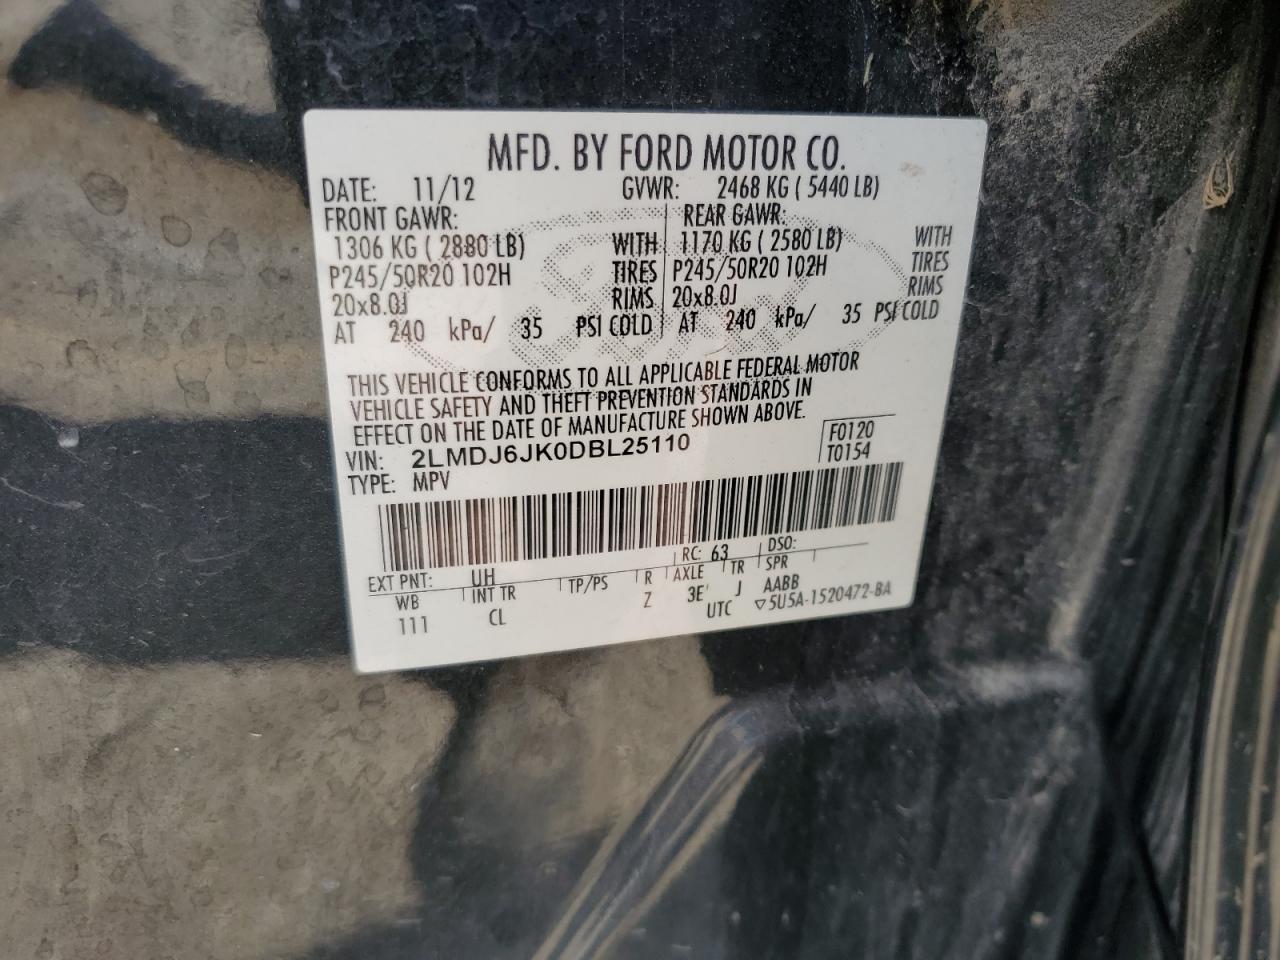 MFD. BY FORD MOTOR CO.
DATE: 11/12 GVWR: 2468 KG ( 5440 LB)
FRONT GAWR: REAR GAWR:
1306 KG ( 2880 LB) WITH 1170 KG ( 2580 LB) WITH
P245/50R20 102H TIRES P245/50R20 102H TIRES
20x8.0J RIMS 20x8.0J RIMS
AT 240 kPa/ 35 PSI COLD AT 240 kPa/ 35 PSI COLD
THIS VEHICLE CONFORMS TO ALL APPLICABLE FEDERAL MOTOR
VEHICLE SAFETY AND THEFT PREVENTION STANDARDS IN
EFFECT ON THE DATE OF MANUFACTURE SHOWN ABOVE.
VIN: 2LMDJ6JK0DBL25110 F0120
TYPE: MPV T0154
EXT PNT: UH RC: 63 DSO:
WB INT TR TP/PS R AXLE TR SPR
111 CL Z 3E' J AABB
UTC ▽5U5A-1520472-BA